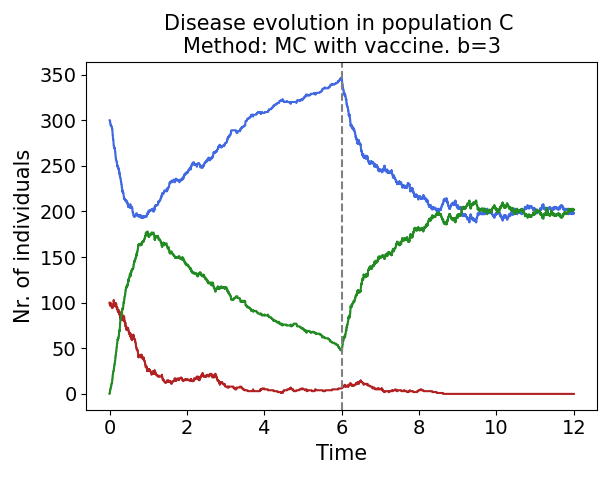 Disease evolution in population C
Method: MC with vaccine. b=3
Nr. of individuals
350
300
250
200
150
100
50
0
0 2 4 6 8 10 12
Time